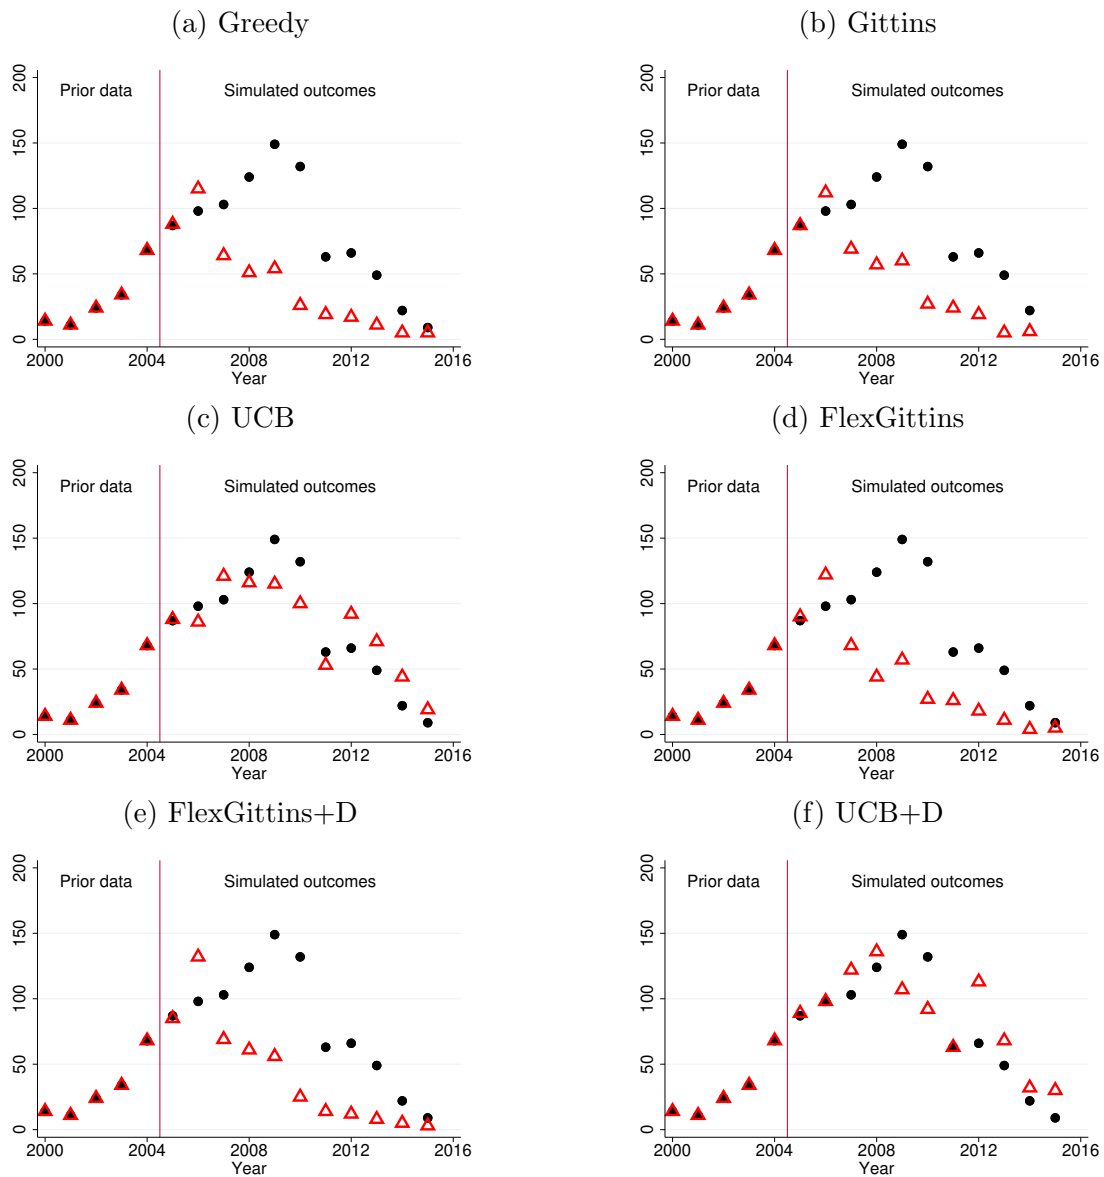 (a) Greedy
(b) Gittins
200
150
100
50
0
Prior data
Simulated outcomes
2000 2004 2008 2012 2016
Year
200
150
100
50
0
Prior data
Simulated outcomes
2000 2004 2008 2012 2016
Year
(c) UCB
(d) FlexGittins
200
150
100
50
0
Prior data
Simulated outcomes
2000 2004 2008 2012 2016
Year
200
150
100
50
0
Prior data
Simulated outcomes
2000 2004 2008 2012 2016
Year
(e) FlexGittins+D
(f) UCB+D
200
150
100
50
0
Prior data
Simulated outcomes
2000 2004 2008 2012 2016
Year
200
150
100
50
0
Prior data
Simulated outcomes
2000 2004 2008 2012 2016
Year